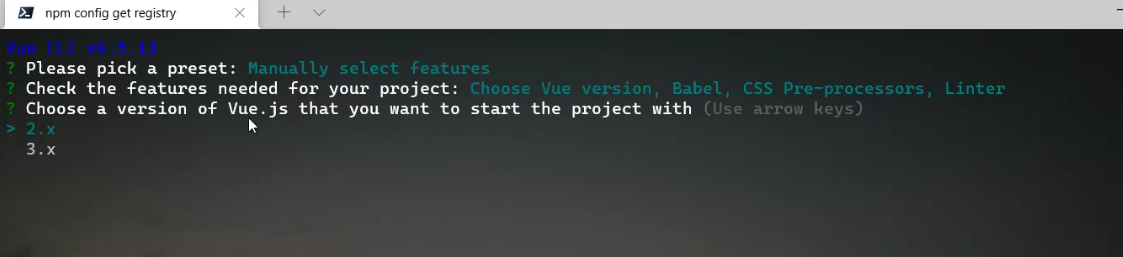 npm config get registry
Vue CLI v4.5.13
? Please pick a preset: Manually select features
? Check the features needed for your project: Choose Vue version, Babel, CSS Pre-processors, Linter
? Choose a version of Vue.js that you want to start the project with (Use arrow keys)
> 2.x
3.x